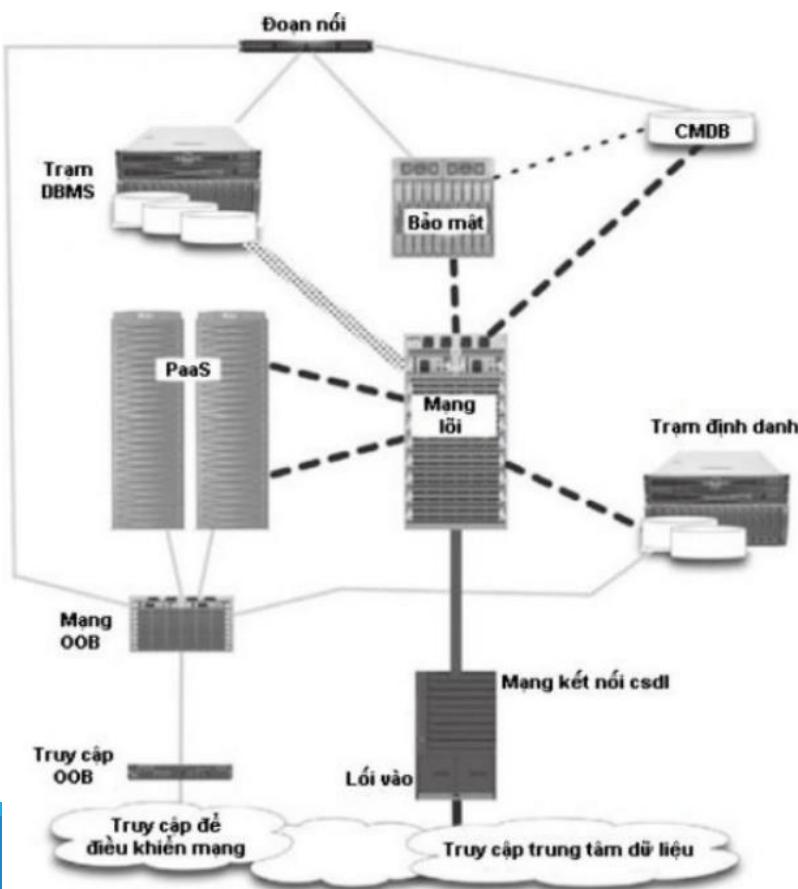 Đoạn nối
CMDB
Trạm
DBMS
Bảo mật
PaaS
Mạng
lõi
Trạm định danh
Mạng
OOB
Mạng kết nối csdl
Truy cập
OOB
Lối vào
Truy cập để
điều khiển mạng
Truy cập trung tâm dữ liệu